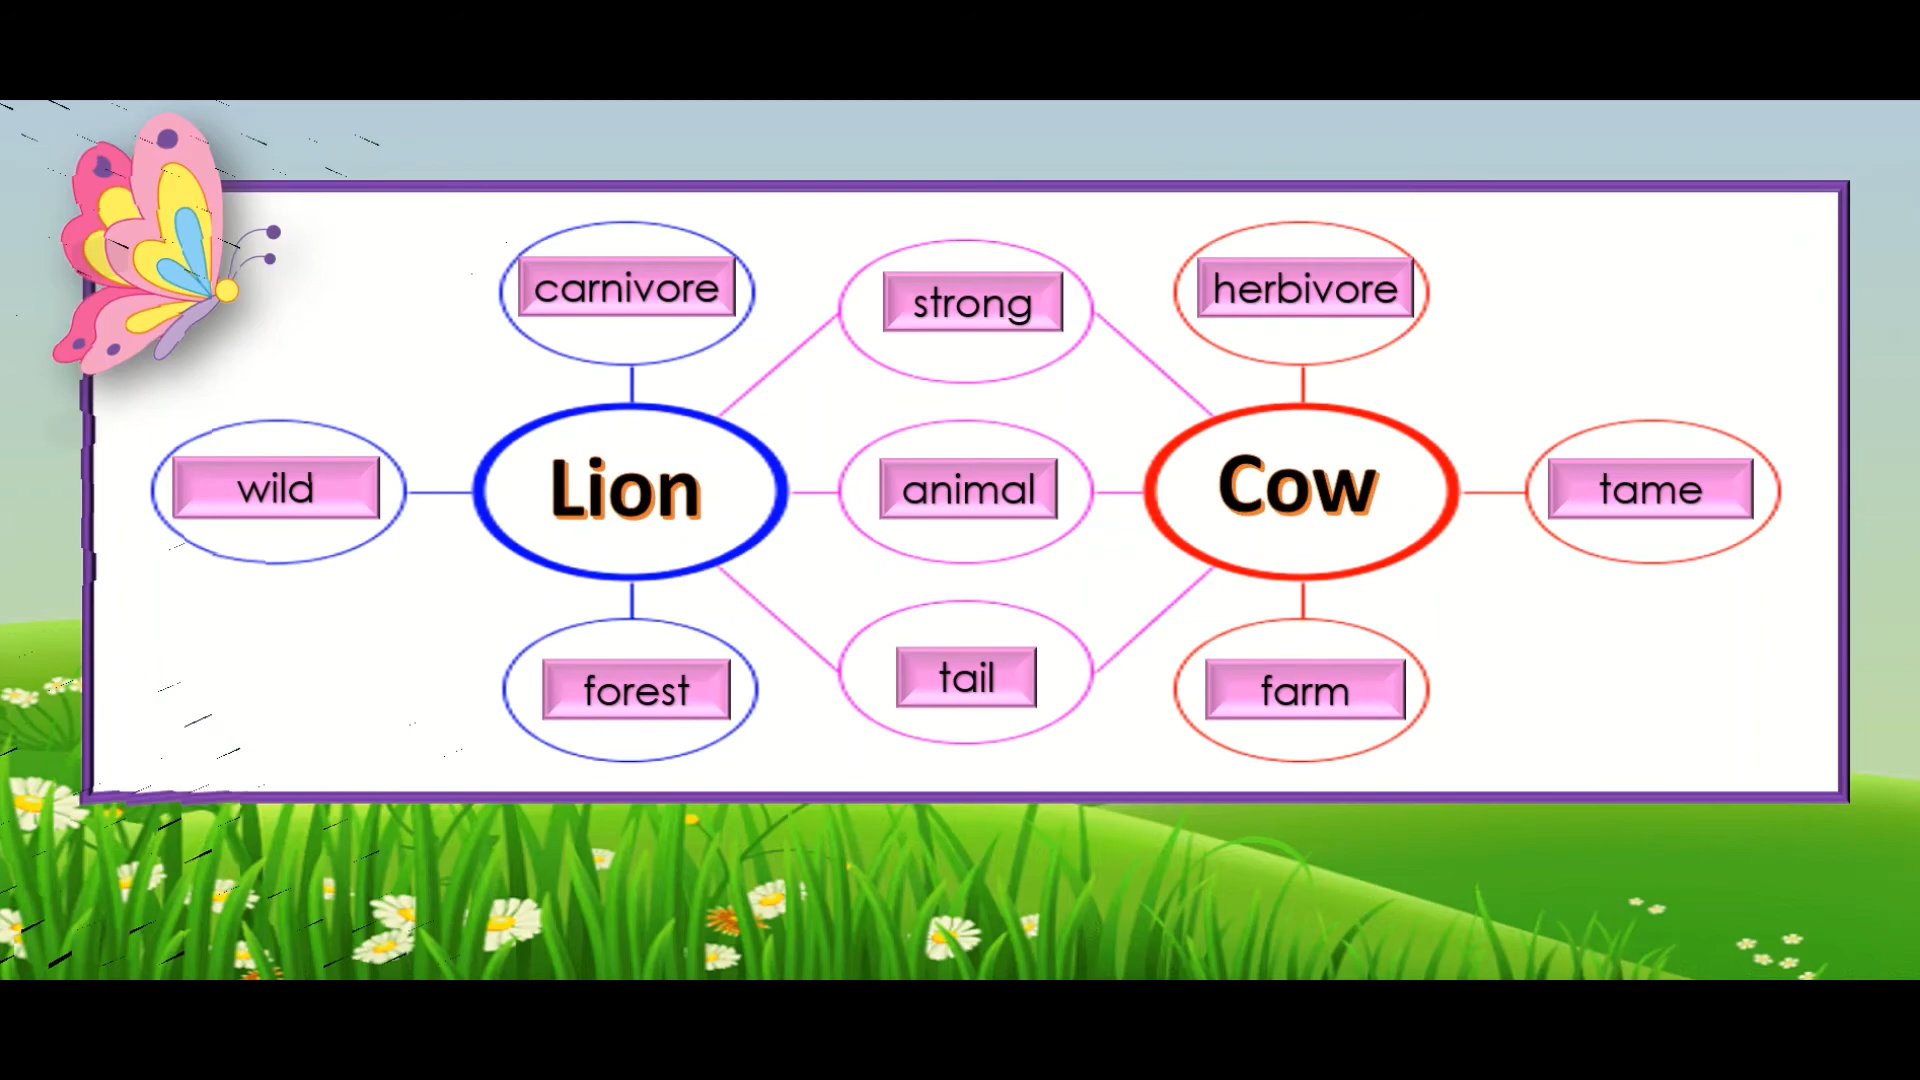 carnivore
strong
herbivore
wild
Lion
animal
Cow
tame
forest
tail
farm